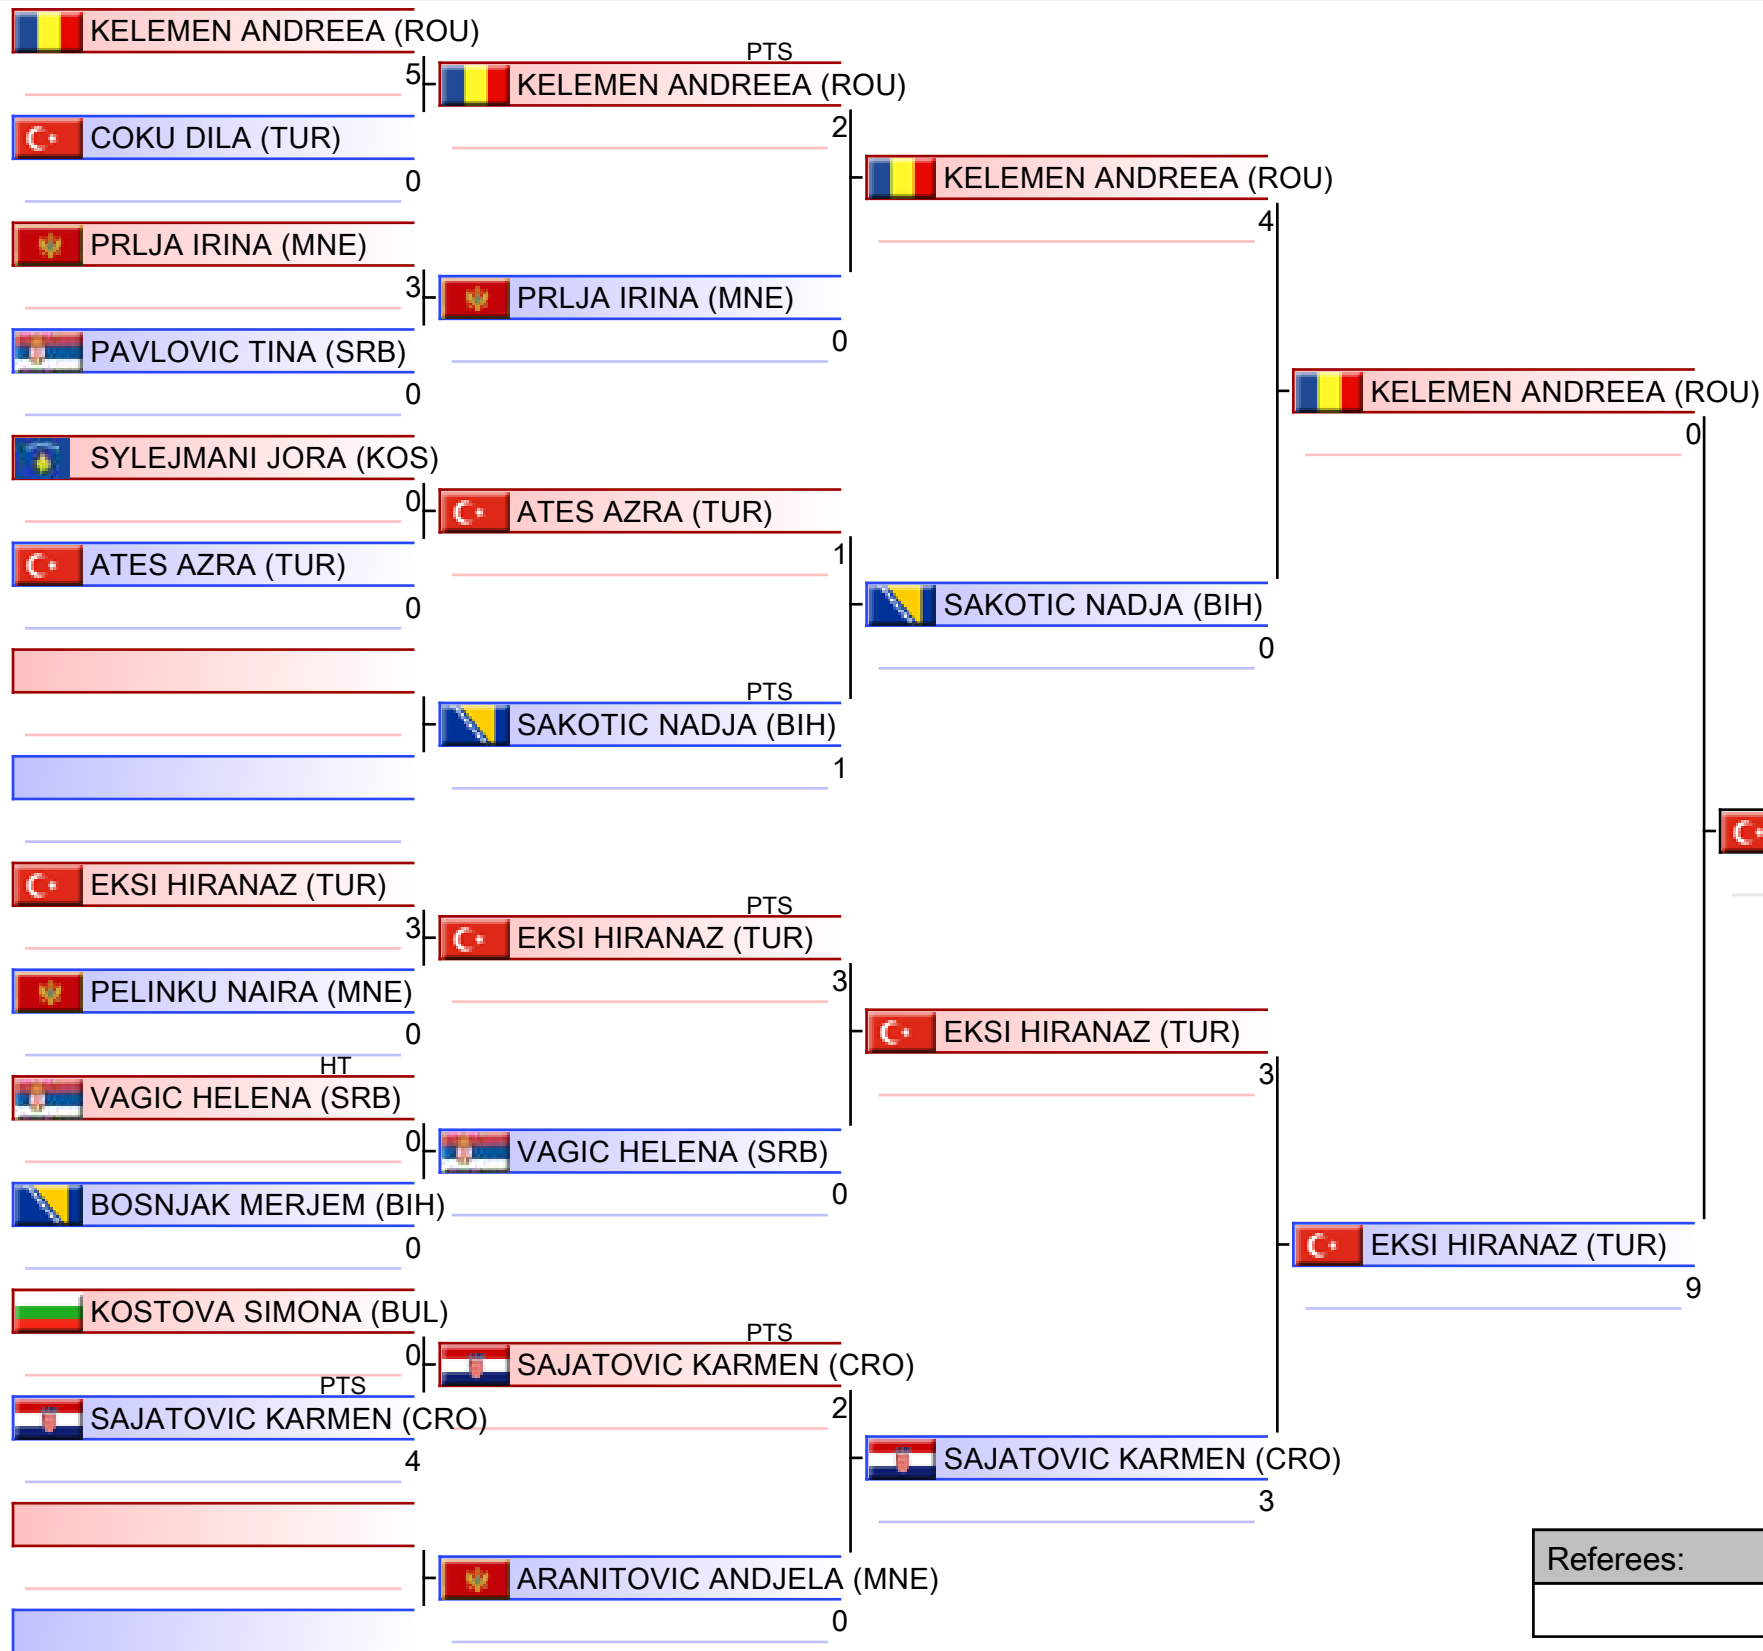 KELEMEN ANDREEA (ROU)
5
COKU DILA (TUR)
0
PRLJA IRINA (MNE)
3
PAVLOVIC TINA (SRB)
0
SYLEJMANI JORA (KOS)
0
ATES AZRA (TUR)
0
EKSI HIRANAZ (TUR)
3
PELINKU NAIRA (MNE)
0
HT
VAGIC HELENA (SRB)
0
BOSNJAK MERJEM (BIH)
0
KOSTOVA SIMONA (BUL)
0
PTS
SAJATOVIC KARMEN (CRO)
4
PTS
KELEMEN ANDREEA (ROU)
2
PRLJA IRINA (MNE)
0
ATES AZRA (TUR)
1
PTS
SAKOTIC NADJA (BIH)
1
PTS
EKSI HIRANAZ (TUR)
3
VAGIC HELENA (SRB)
0
PTS
SAJATOVIC KARMEN (CRO)
2
ARANITOVIC ANDJELA (MNE)
0
KELEMEN ANDREEA (ROU)
4
SAKOTIC NADJA (BIH)
0
EKSI HIRANAZ (TUR)
3
SAJATOVIC KARMEN (CRO)
3
KELEMEN ANDREEA (ROU)
0
EKSI HIRANAZ (TUR)
9
Referees: